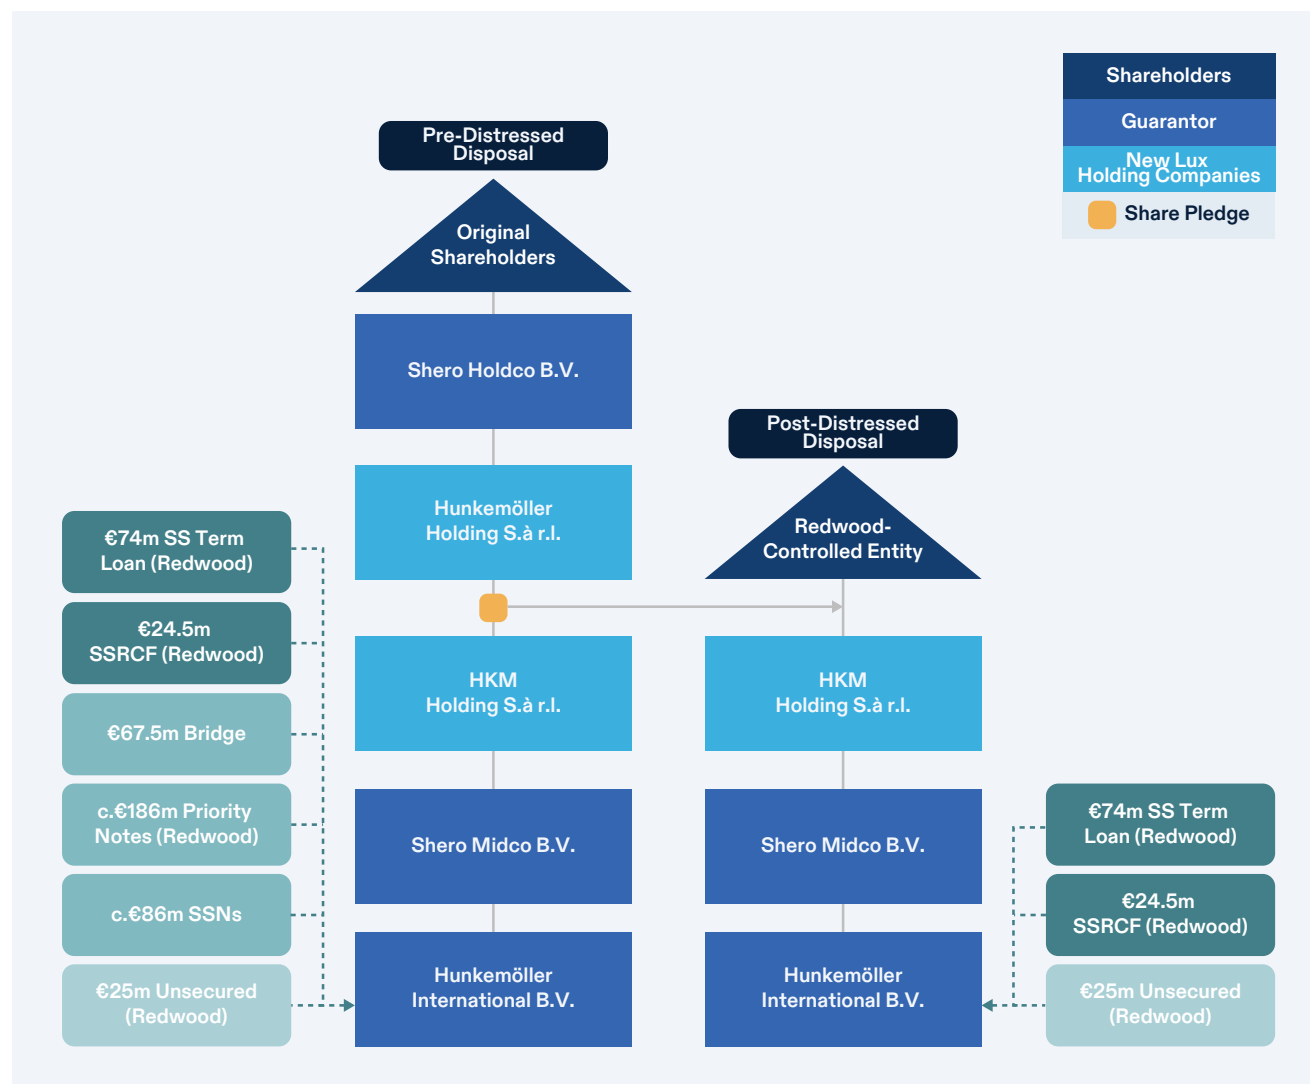 Shareholders
Guarantor
New Lux
Holding Companies
Share Pledge
Pre-Distressed
Disposal
Original
Shareholders
Shero Holdco B.V.
Hunkemöller
Holding S.à r.l.
HKM
Holding S.à r.l.
Shero Midco B.V.
Hunkemöller
International B.V.
€74m SS Term
Loan (Redwood)
€24.5m
SSRCF (Redwood)
€67.5m Bridge
c.€186m Priority
Notes (Redwood)
c.€86m SSNs
€25m Unsecured
(Redwood)
Post-Distressed
Disposal
Redwood-
Controlled Entity
HKM
Holding S.à r.l.
Shero Midco B.V.
Hunkemöller
International B.V.
€74m SS Term
Loan (Redwood)
€24.5m
SSRCF (Redwood)
€25m Unsecured
(Redwood)